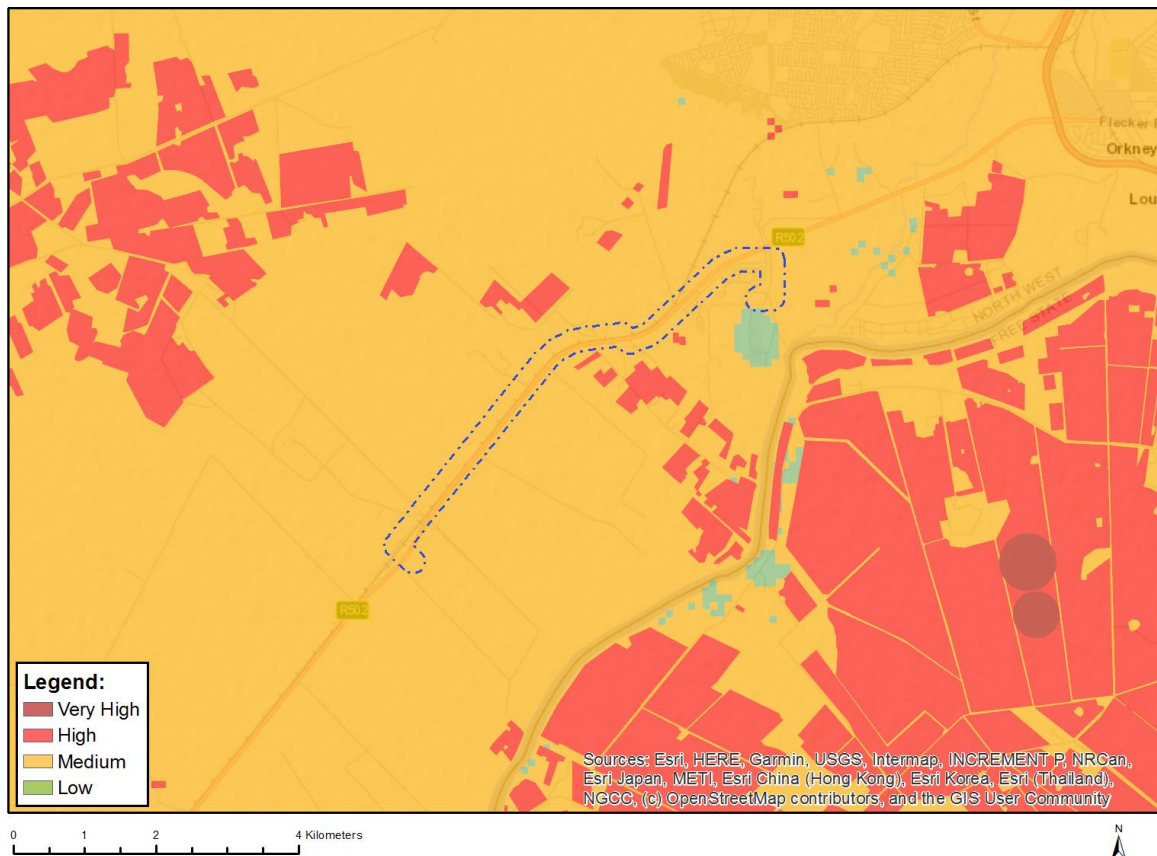 Flecker
Orkney
Lou
R502
NORTH WEST
FREE STATE
R502
Legend:
Very High
High
Medium
Low
Sources: Esri, HERE, Garmin, USGS, Intermap, INCREMENT P, NRCan,
Esri Japan, METI, Esri China (Hong Kong), Esri Korea, Esri (Thailand),
NGCC, (c) OpenStreetMap contributors, and the GIS User Community
0 1 2 4 Kilometers
N